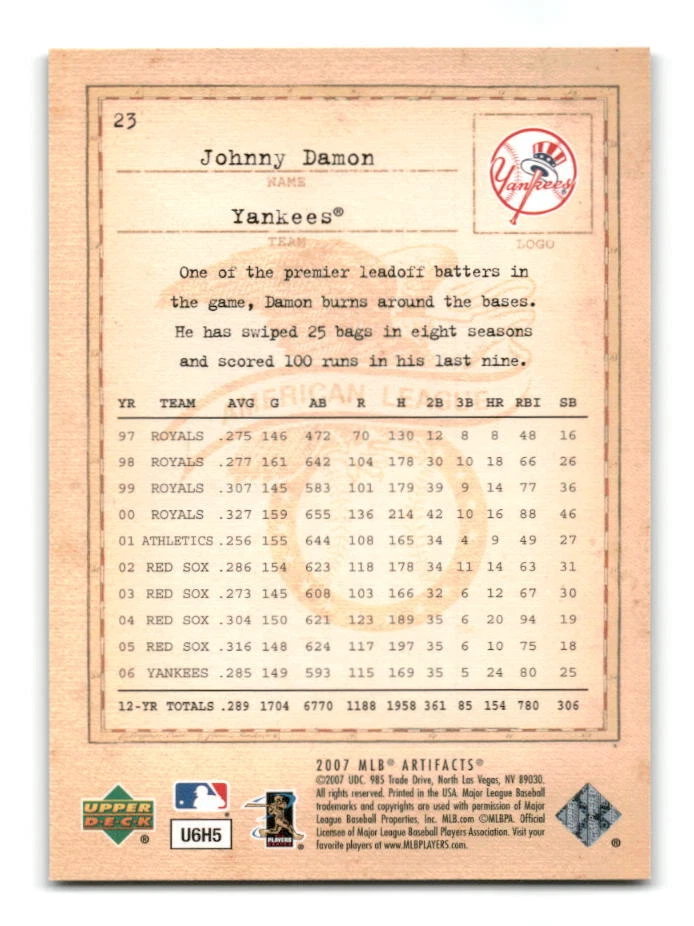 23
Johnny Damon
NAME
Yankees®
TEAM
Yankees®
LOGO
One of the premier leadoff batters in
the game, Damon burns around the bases.
He has swiped 25 bags in eight seasons
and scored 100 runs in his last nine.
AMERICAN LEAGUE
YR TEAM AVG G AB R H 2B 3B HR RBI SB
97 ROYALS .275 146 472 70 130 12 8 8 48 16
98 ROYALS .277 161 642 104 178 30 10 18 66 26
99 ROYALS .307 145 583 101 179 39 9 14 77 36
00 ROYALS .327 159 655 136 214 42 10 16 88 46
01 ATHLETICS .256 155 644 108 165 34 4 9 49 27
02 RED SOX .286 154 623 118 178 34 11 14 63 31
03 RED SOX .273 145 608 103 166 32 6 12 67 30
04 RED SOX .304 150 621 123 189 35 6 20 94 19
05 RED SOX .316 148 624 117 197 35 6 10 75 18
06 YANKEES .285 149 593 115 169 35 5 24 80 25
12-YR TOTALS .289 1704 6770 1188 1958 361 85 154 780 306
2007 MLB® ARTIFACTS®
©2007 UDC. 985 Trade Drive, North Las Vegas, NV 89030.
All rights reserved. Printed in the USA. Major League Baseball
trademarks and copyrights are used with permission of Major
League Baseball Properties, Inc. MLB.com ©MLBPA. Official
Licensee of Major League Baseball Players Association. Visit your
favorite players at www.MLBPLAYERS.com.
UPPER
DECK
®
U6H5
PLAYERS
®